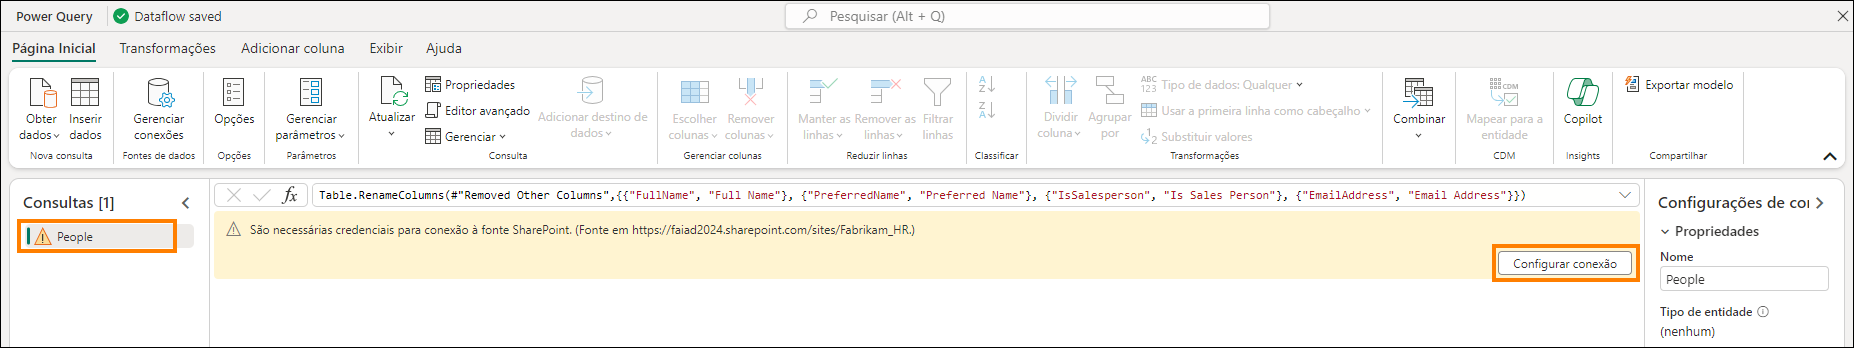 Power Query
Dataflow saved
Pesquisar (Alt + Q)
Página Inicial
Transformações
Adicionar coluna
Exibir
Ajuda
Obter dados
Inserir dados
Nova consulta
Gerenciar conexões
Fontes de dados
Opções
Opções
Gerenciar parâmetros
Parâmetros
Atualizar
Propriedades
Editor avançado
Gerenciar
Adicionar destino de dados
Consulta
Escolher colunas
Remover colunas
Gerenciar colunas
Manter as linhas
Remover as linhas
Filtrar linhas
Reduzir linhas
A
Z
Z
A
Classificar
Dividir coluna
Agrupar por
ABC
123
Tipo de dados: Qualquer
Usar a primeira linha como cabeçalho
1
2
Substituir valores
Transformações
Combinar
CDM
Mapear para a entidade
CDM
Copilot
Insights
Exportar modelo
Compartilhar
Consultas [1]
People
fx
Table.RenameColumns(#"Removed Other Columns",{{"FullName", "Full Name"}, {"PreferredName", "Preferred Name"}, {"IsSalesperson", "Is Sales Person"}, {"EmailAddress", "Email Address"}})
São necessárias credenciais para conexão à fonte SharePoint. (Fonte em https://faiad2024.sharepoint.com/sites/Fabrikam_HR.)
Configurar conexão
Configurações de co
Propriedades
Nome
People
Tipo de entidade
(nenhum)